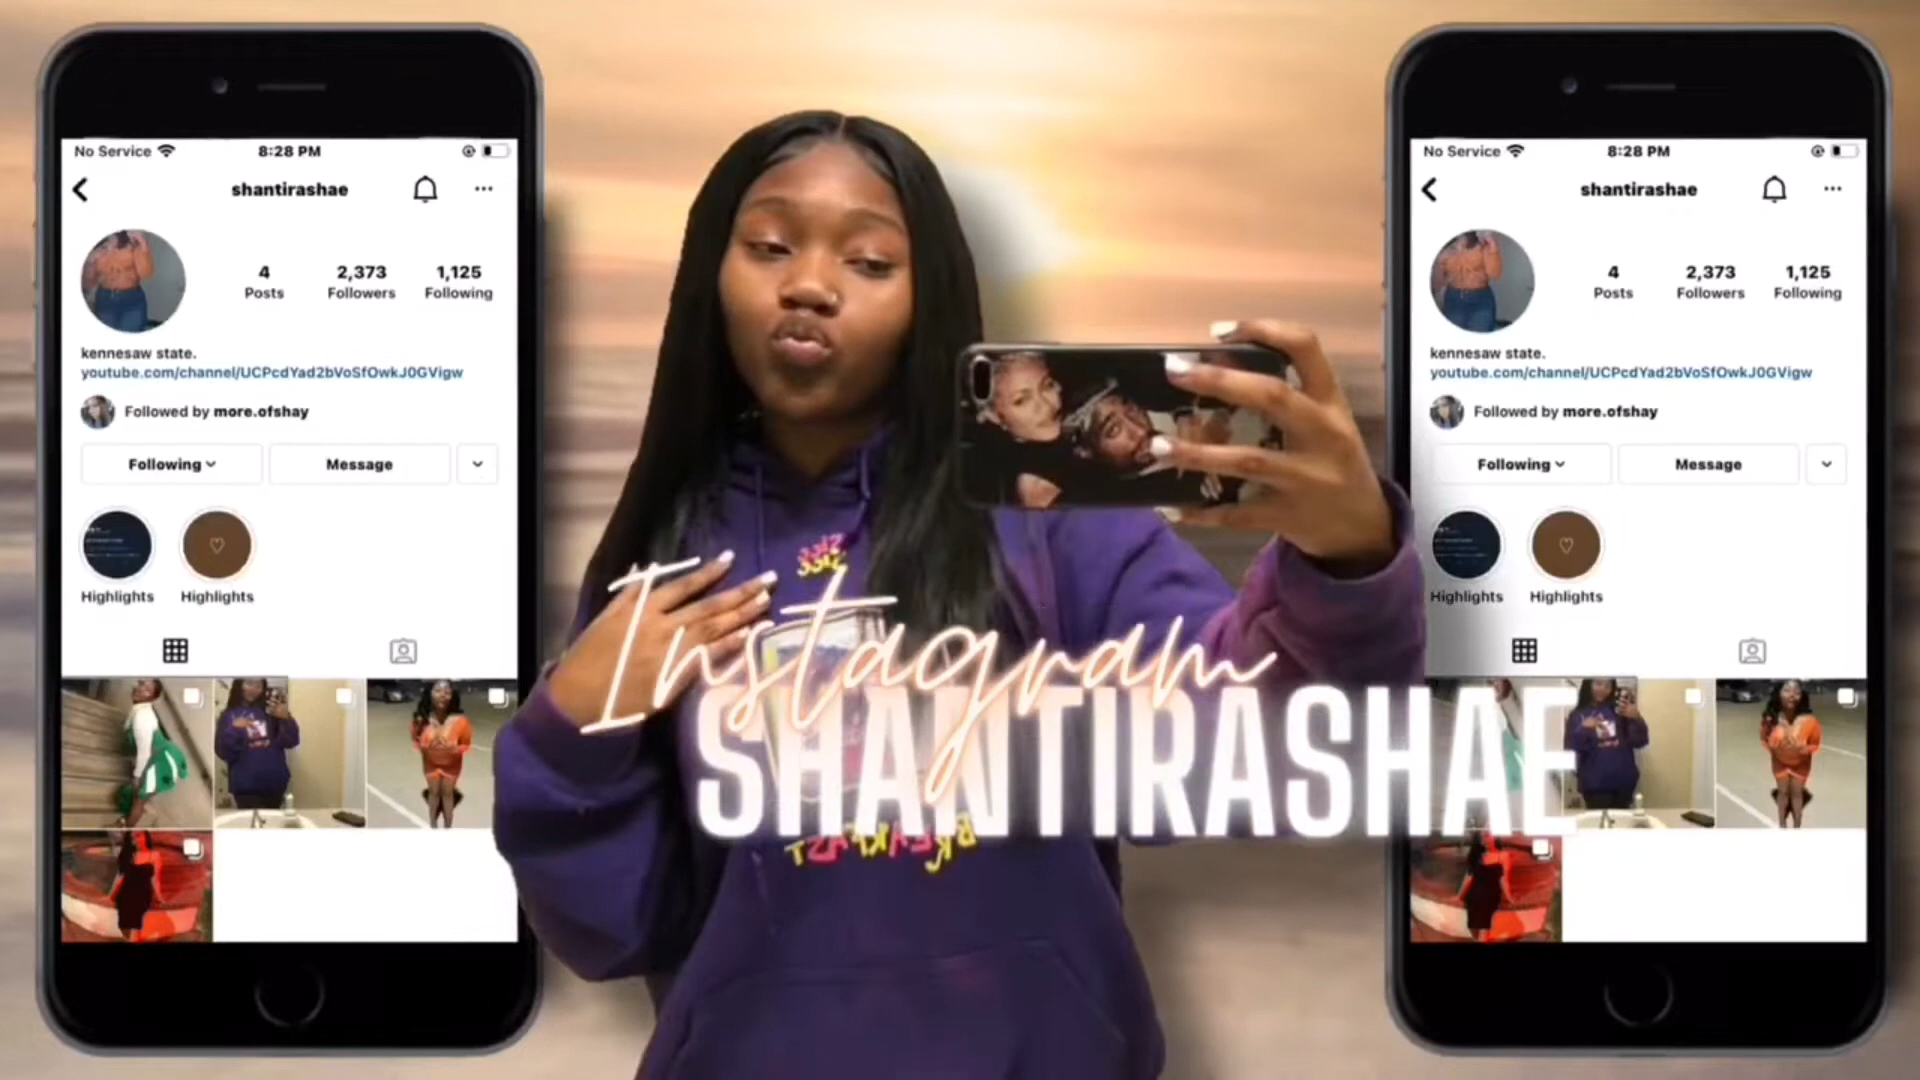 No Service 8:28 PM
shantirashae
4 2,373 1,125
Posts Followers Following
kennesaw state.
youtube.com/channel/UCPcdYad2bVoSfOwkJ0GVigw
Followed by more.ofshay
Following Message
Highlights Highlights
Instagram
SHANTIRASHAE
No Service 8:28 PM
shantirashae
4 2,373 1,125
Posts Followers Following
kennesaw state.
youtube.com/channel/UCPcdYad2bVoSfOwkJ0GVigw
Followed by more.ofshay
Following Message
Highlights Highlights